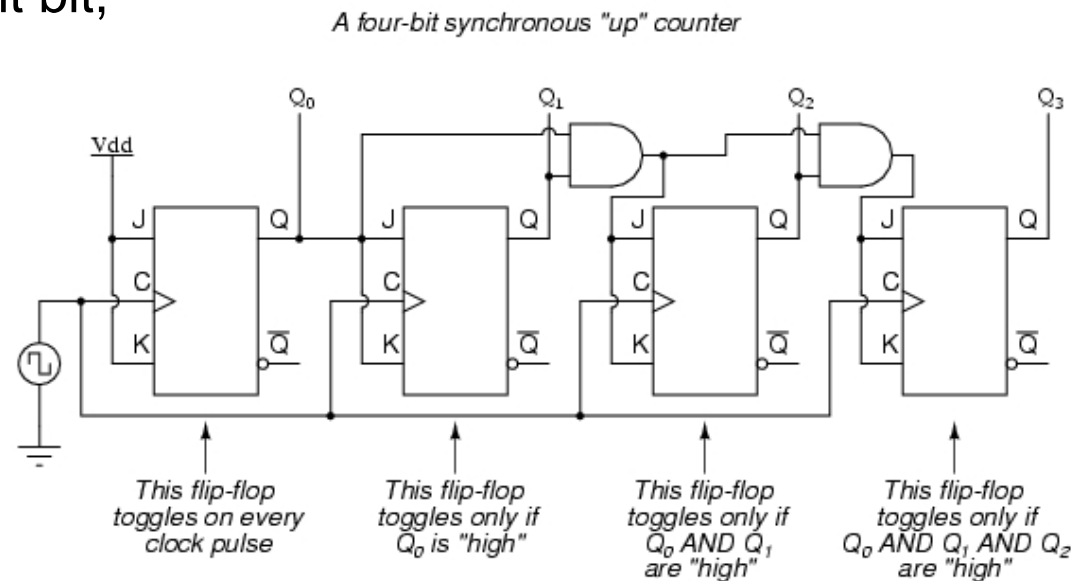 it bit,
A four-bit synchronous "up" counter
Q0 Q1 Q2 Q3
Vdd
J Q J Q J Q J Q
C C C C
K Q̅ K Q̅ K Q̅ K Q̅
This flip-flop
toggles on every
clock pulse
This flip-flop
toggles only if
Q0 is "high"
This flip-flop
toggles only if
Q0 AND Q1
are "high"
This flip-flop
toggles only if
Q0 AND Q1 AND Q2
are "high"